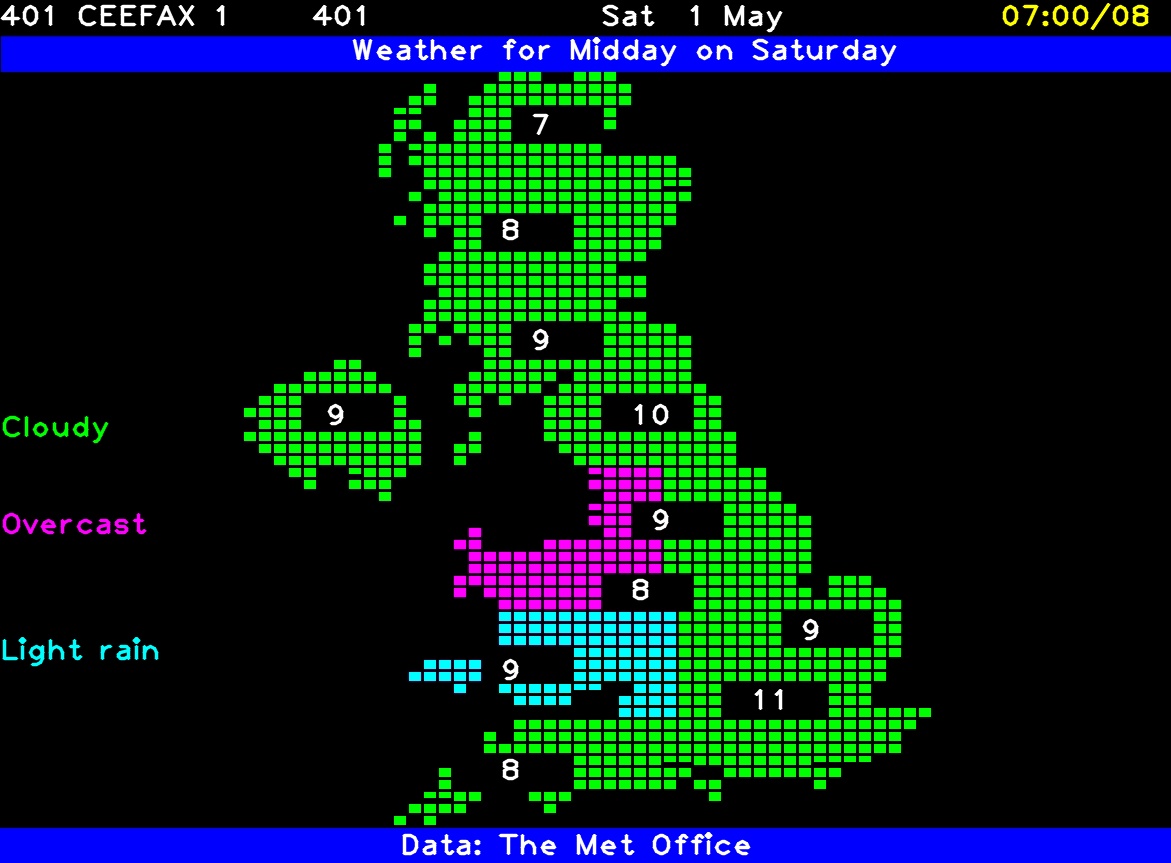 401 CEEFAX 1 401 Sat 1 May 07:00/08
Weather for Midday on Saturday
7
8
9
9 10
Cloudy
Overcast 9
8
9
Light rain
9
11
8
Data: The Met Office